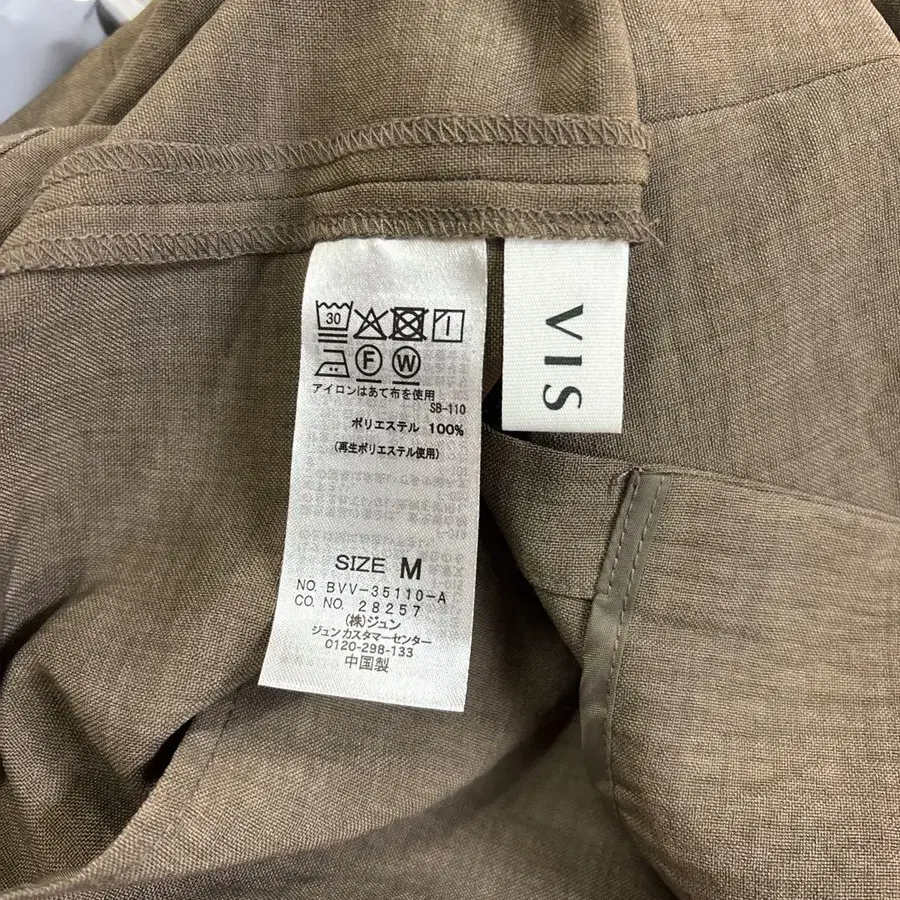 30
F W
アイロンはあて布を使用
SB-110
ポリエステル 100%
(再生ポリエステル使用)
SIZE M
NO. BVV-35110-A
CO. NO. 28257
(株)ジュン
ジュンカスタマーセンター
0120-298-133
中国製
VIS